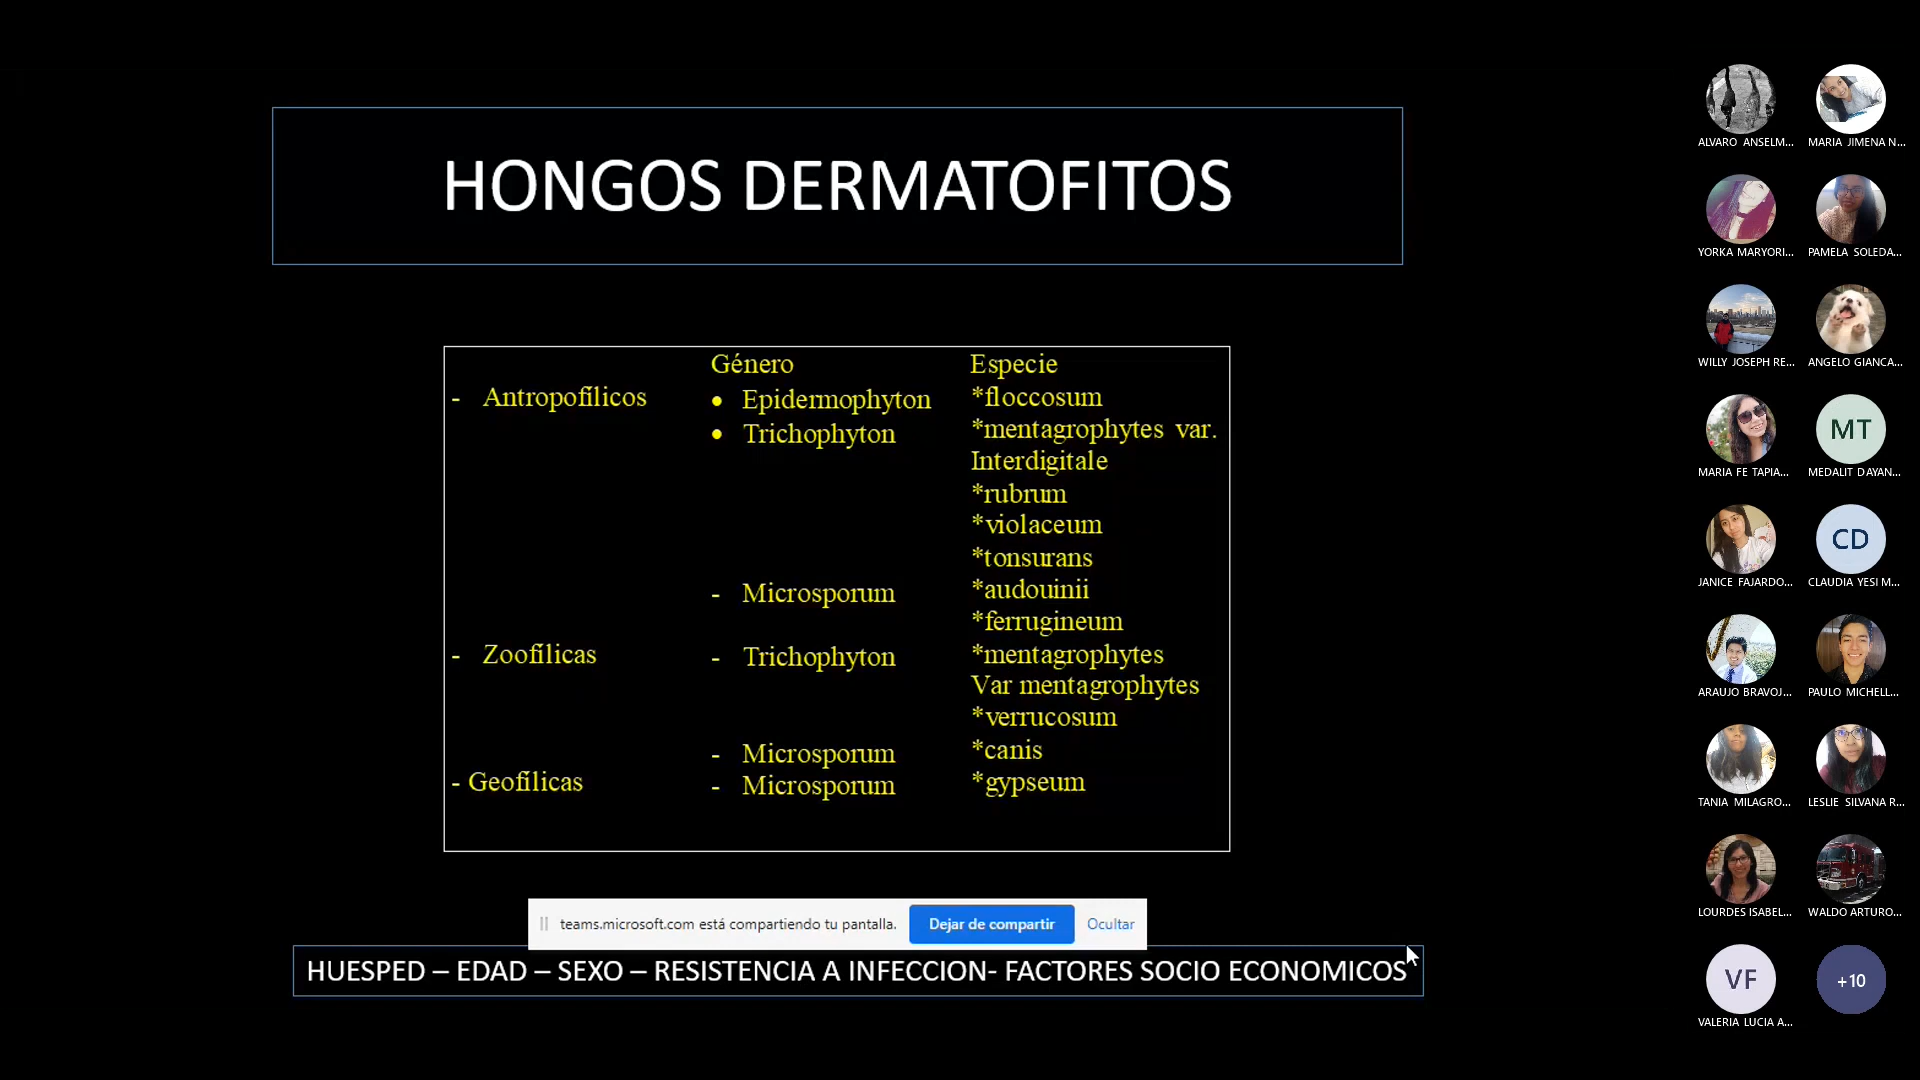 HONGOS DERMATOFITOS
Género Especie
- Antropofílicos • Epidermophyton *floccosum
• Trichophyton *mentagrophytes var.
Interdigitale
*rubrum
*violaceum
*tonsurans
- Microsporum *audouinii
*ferrugineum
- Zoofílicas - Trichophyton *mentagrophytes
Var mentagrophytes
*verrucosum
- Microsporum *canis
- Geofílicas - Microsporum *gypseum
teams.microsoft.com está compartiendo tu pantalla. Dejar de compartir Ocultar
HUESPED – EDAD – SEXO – RESISTENCIA A INFECCION- FACTORES SOCIO ECONOMICOS
ALVARO ANSELM... MARIA JIMENA N...
YORKA MARYORI... PAMELA SOLEDA...
WILLY JOSEPH RE... ANGELO GIANCA...
MT
MARIA FE TAPIA... MEDALIT DAYAN...
CD
JANICE FAJARDO... CLAUDIA YESI M...
ARAUJO BRAVOJ... PAULO MICHELL...
TANIA MILAGRO... LESLIE SILVANA R...
LOURDES ISABEL... WALDO ARTURO...
VF +10
VALERIA LUCIA A...